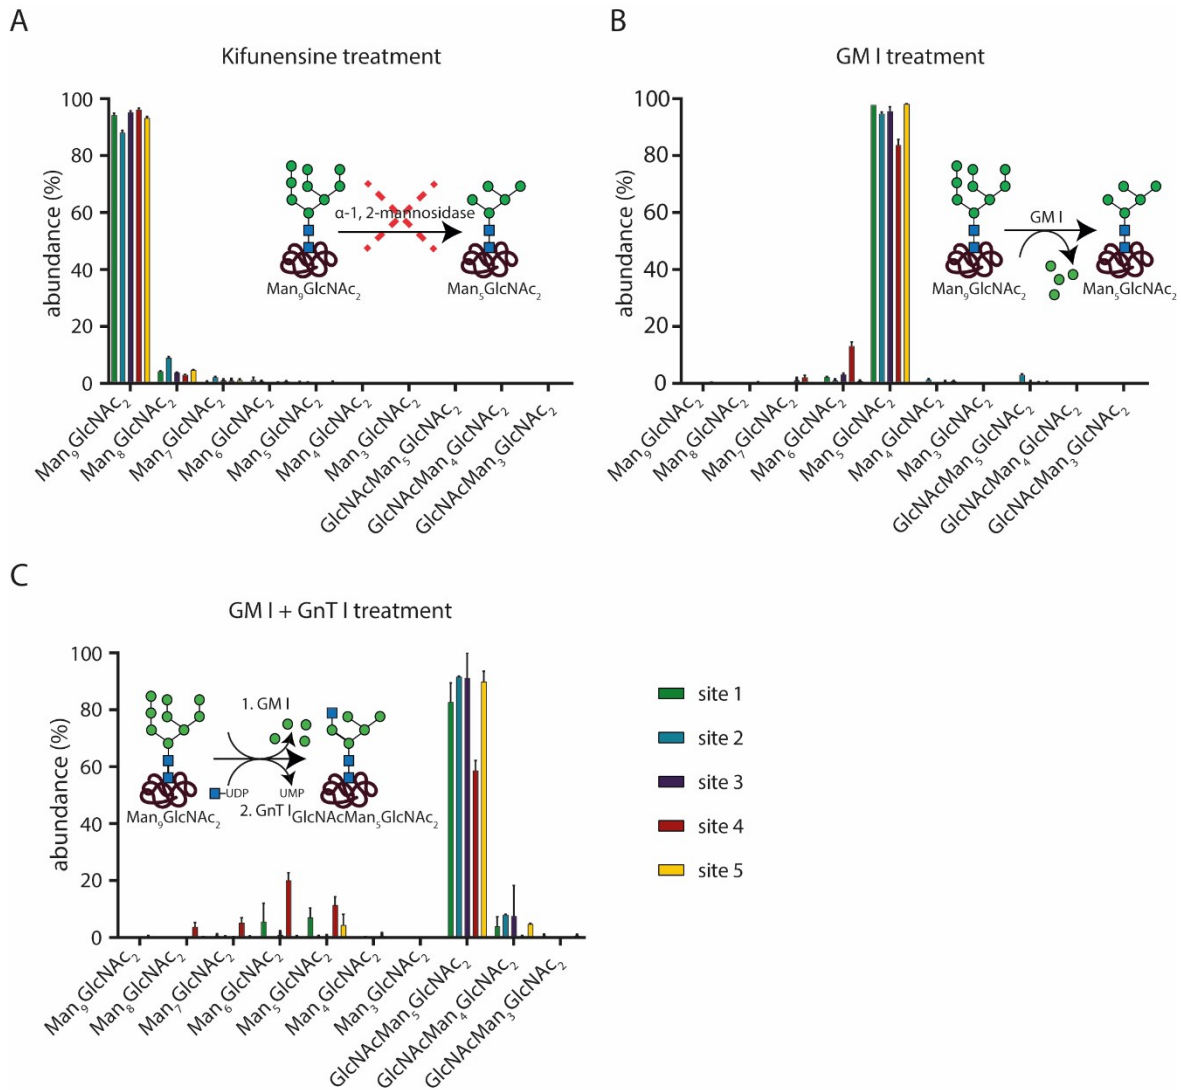 A
Kifunensine treatment
abundance (%)
100
80
60
40
20
0
α-1, 2-mannosidase
Man₉GlcNAc₂
Man₅GlcNAc₂
Man₉GlcNAc₂
Man₈GlcNAc₂
Man₇GlcNAc₂
Man₆GlcNAc₂
Man₅GlcNAc₂
Man₄GlcNAc₂
Man₃GlcNAc₂
GlcNAcMan₅GlcNAc₂
GlcNAcMan₄GlcNAc₂
GlcNAcMan₃GlcNAc₂
B
GM I treatment
abundance (%)
100
80
60
40
20
0
GM I
Man₉GlcNAc₂
Man₅GlcNAc₂
Man₉GlcNAc₂
Man₈GlcNAc₂
Man₇GlcNAc₂
Man₆GlcNAc₂
Man₅GlcNAc₂
Man₄GlcNAc₂
Man₃GlcNAc₂
GlcNAcMan₅GlcNAc₂
GlcNAcMan₄GlcNAc₂
GlcNAcMan₃GlcNAc₂
C
GM I + GnT I treatment
abundance (%)
100
80
60
40
20
0
1. GM I
UDP
UMP
2. GnT I
Man₉GlcNAc₂
GlcNAcMan₅GlcNAc₂
Man₉GlcNAc₂
Man₈GlcNAc₂
Man₇GlcNAc₂
Man₆GlcNAc₂
Man₅GlcNAc₂
Man₄GlcNAc₂
Man₃GlcNAc₂
GlcNAcMan₅GlcNAc₂
GlcNAcMan₄GlcNAc₂
GlcNAcMan₃GlcNAc₂
site 1
site 2
site 3
site 4
site 5